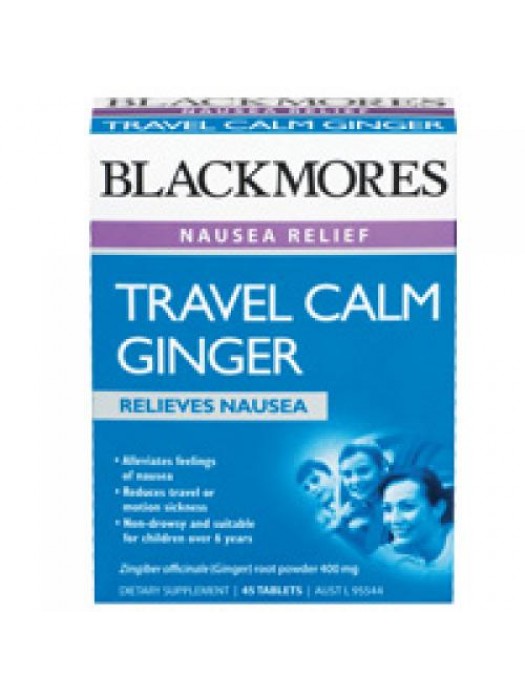 BLACKMORES
NAUSEA RELIEF
TRAVEL CALM GINGER
BLACKMORES
NAUSEA RELIEF
TRAVEL CALM
GINGER
RELIEVES NAUSEA
• Alleviates feelings
of nausea
• Reduces travel or
motion sickness
• Non-drowsy and suitable
for children over 6 years
Zingiber officinale (Ginger) root powder 400 mg
DIETARY SUPPLEMENT | 45 TABLETS | AUST L 95544